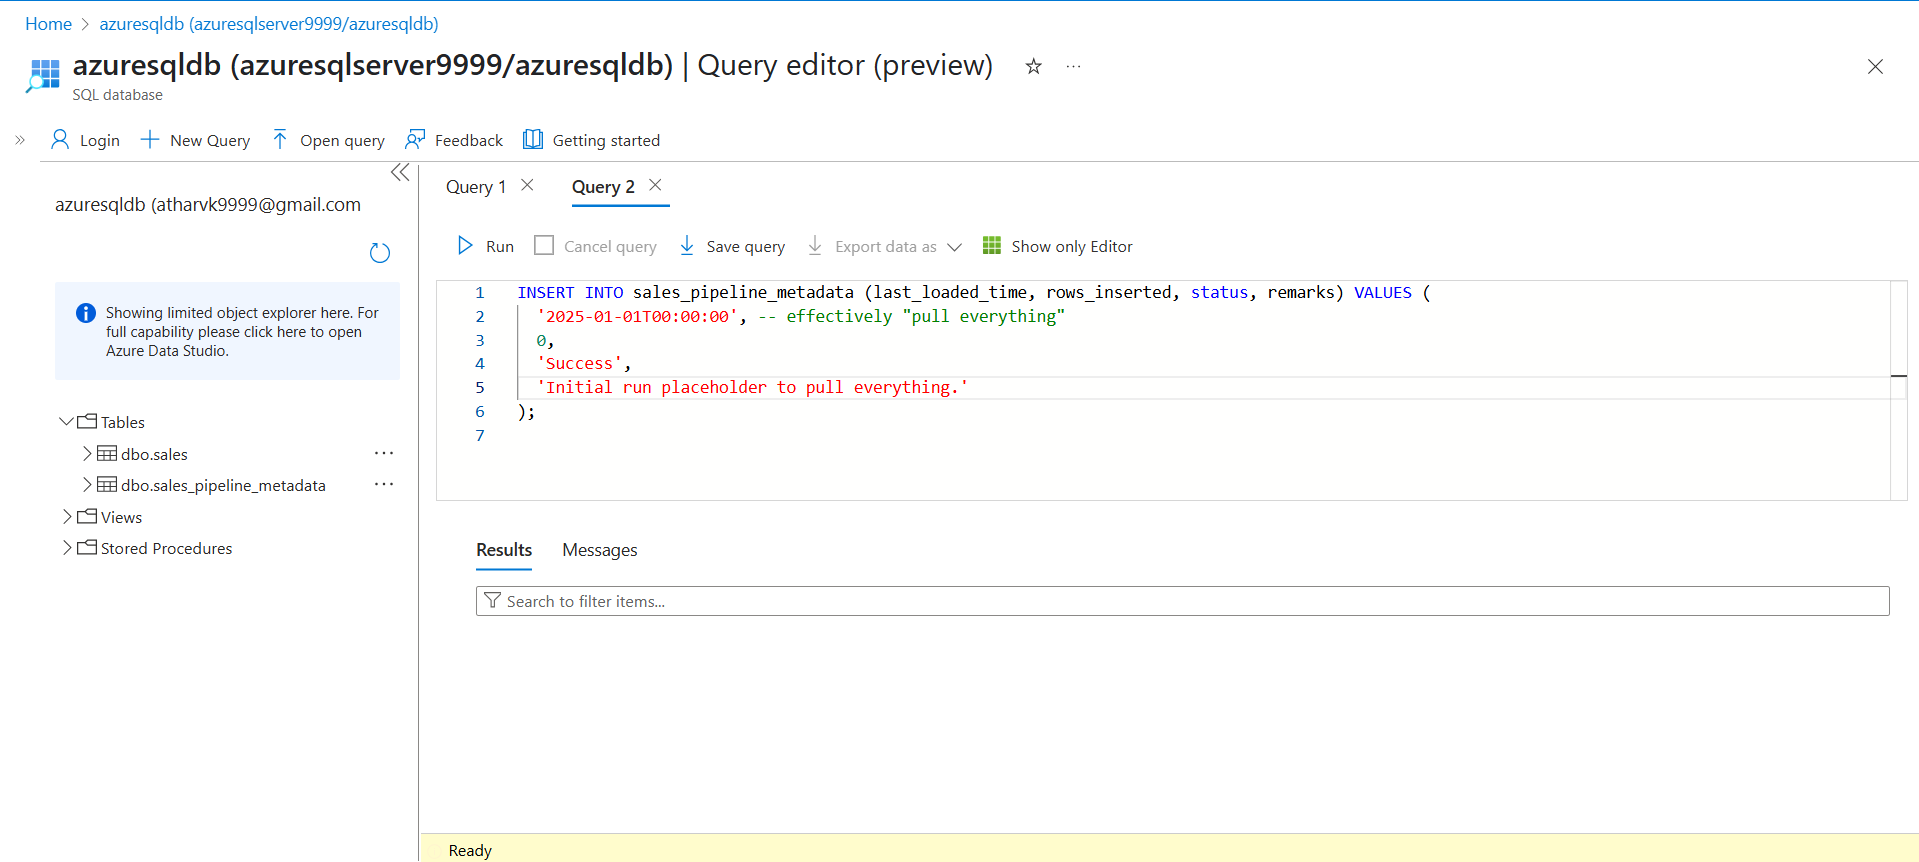 Home > azuresqldb (azuresqlserver9999/azuresqldb)
azuresqldb (azuresqlserver9999/azuresqldb) | Query editor (preview)
SQL database
Login
New Query
Open query
Feedback
Getting started
azuresqldb (atharvk9999@gmail.com
Showing limited object explorer here. For
full capability please click here to open
Azure Data Studio.
Tables
dbo.sales
dbo.sales_pipeline_metadata
Views
Stored Procedures
Query 1
Query 2
Run
Cancel query
Save query
Export data as
Show only Editor
1 INSERT INTO sales_pipeline_metadata (last_loaded_time, rows_inserted, status, remarks) VALUES (
2 '2025-01-01T00:00:00', -- effectively "pull everything"
3 0,
4 'Success',
5 'Initial run placeholder to pull everything.'
6 );
7
Results
Messages
Search to filter items...
Ready